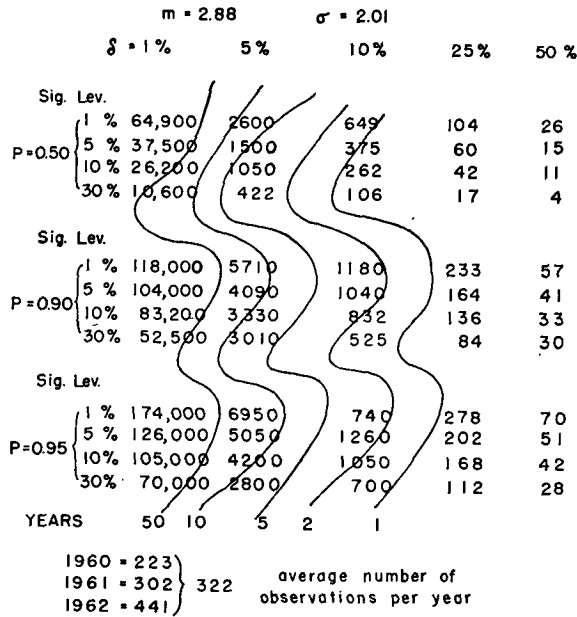 m = 2.88 σ = 2.01
δ = 1% 5% 10% 25% 50%
Sig. Lev.
1 % 64,900 2600 649 104 26
5 % 37,500 1500 375 60 15
P=0.50 10% 26,200 1050 262 42 11
30% 10,600 422 106 17 4
Sig. Lev.
1 % 118,000 5710 1180 233 57
5 % 104,000 4090 1040 164 41
P=0.90 10% 83,200 3330 832 136 33
30% 52,500 3010 525 84 30
Sig. Lev.
1 % 174,000 6950 740 278 70
5 % 126,000 5050 1260 202 51
P=0.95 10% 105,000 4200 1050 168 42
30% 70,000 2800 700 112 28
YEARS 50 10 5 2 1
1960 = 223
1961 = 302 322 average number of
1962 = 441 observations per year